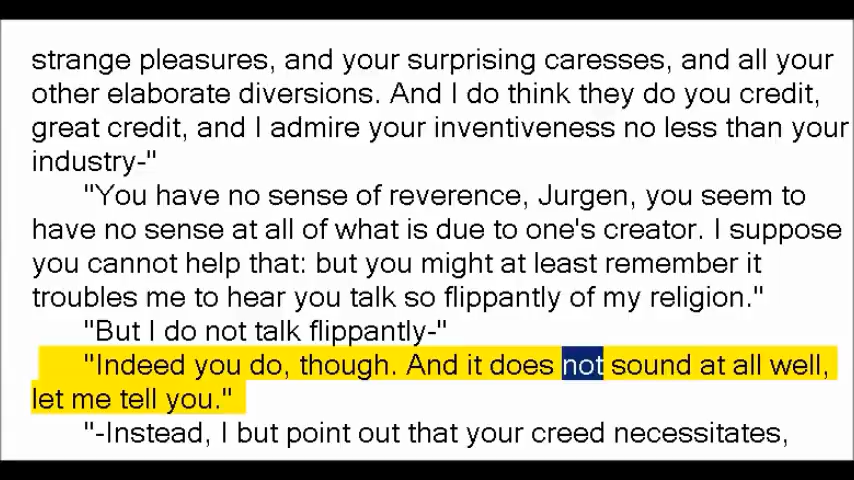 strange pleasures, and your surprising caresses, and all your
other elaborate diversions. And I do think they do you credit,
great credit, and I admire your inventiveness no less than your
industry-"
"You have no sense of reverence, Jurgen, you seem to
have no sense at all of what is due to one's creator. I suppose
you cannot help that: but you might at least remember it
troubles me to hear you talk so flippantly of my religion."
"But I do not talk flippantly-"
"Indeed you do, though. And it does not sound at all well,
let me tell you."
"-Instead, I but point out that your creed necessitates,